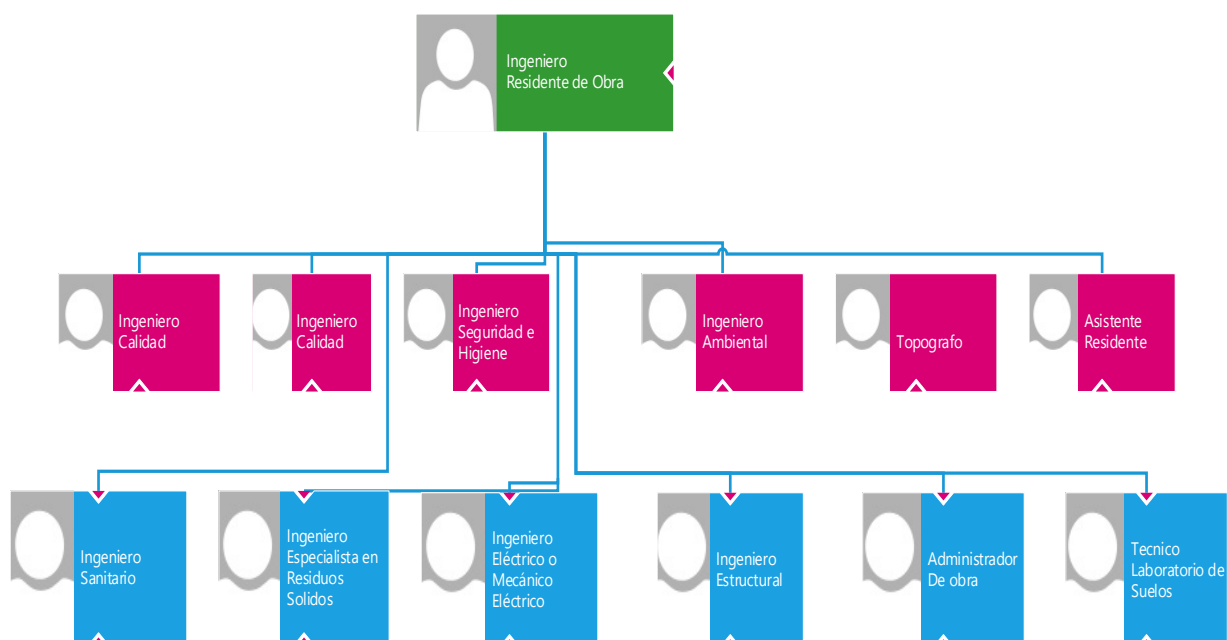 Ingeniero
Residente de Obra
Ingeniero
Calidad
Ingeniero
Calidad
Ingeniero
Seguridad e
Higiene
Ingeniero
Ambiental
Topografo
Asistente
Residente
Ingeniero
Sanitario
Ingeniero
Especialista en
Residuos
Solidos
Ingeniero
Eléctrico o
Mecánico
Eléctrico
Ingeniero
Estructural
Administrador
De obra
Tecnico
Laboratorio de
Suelos